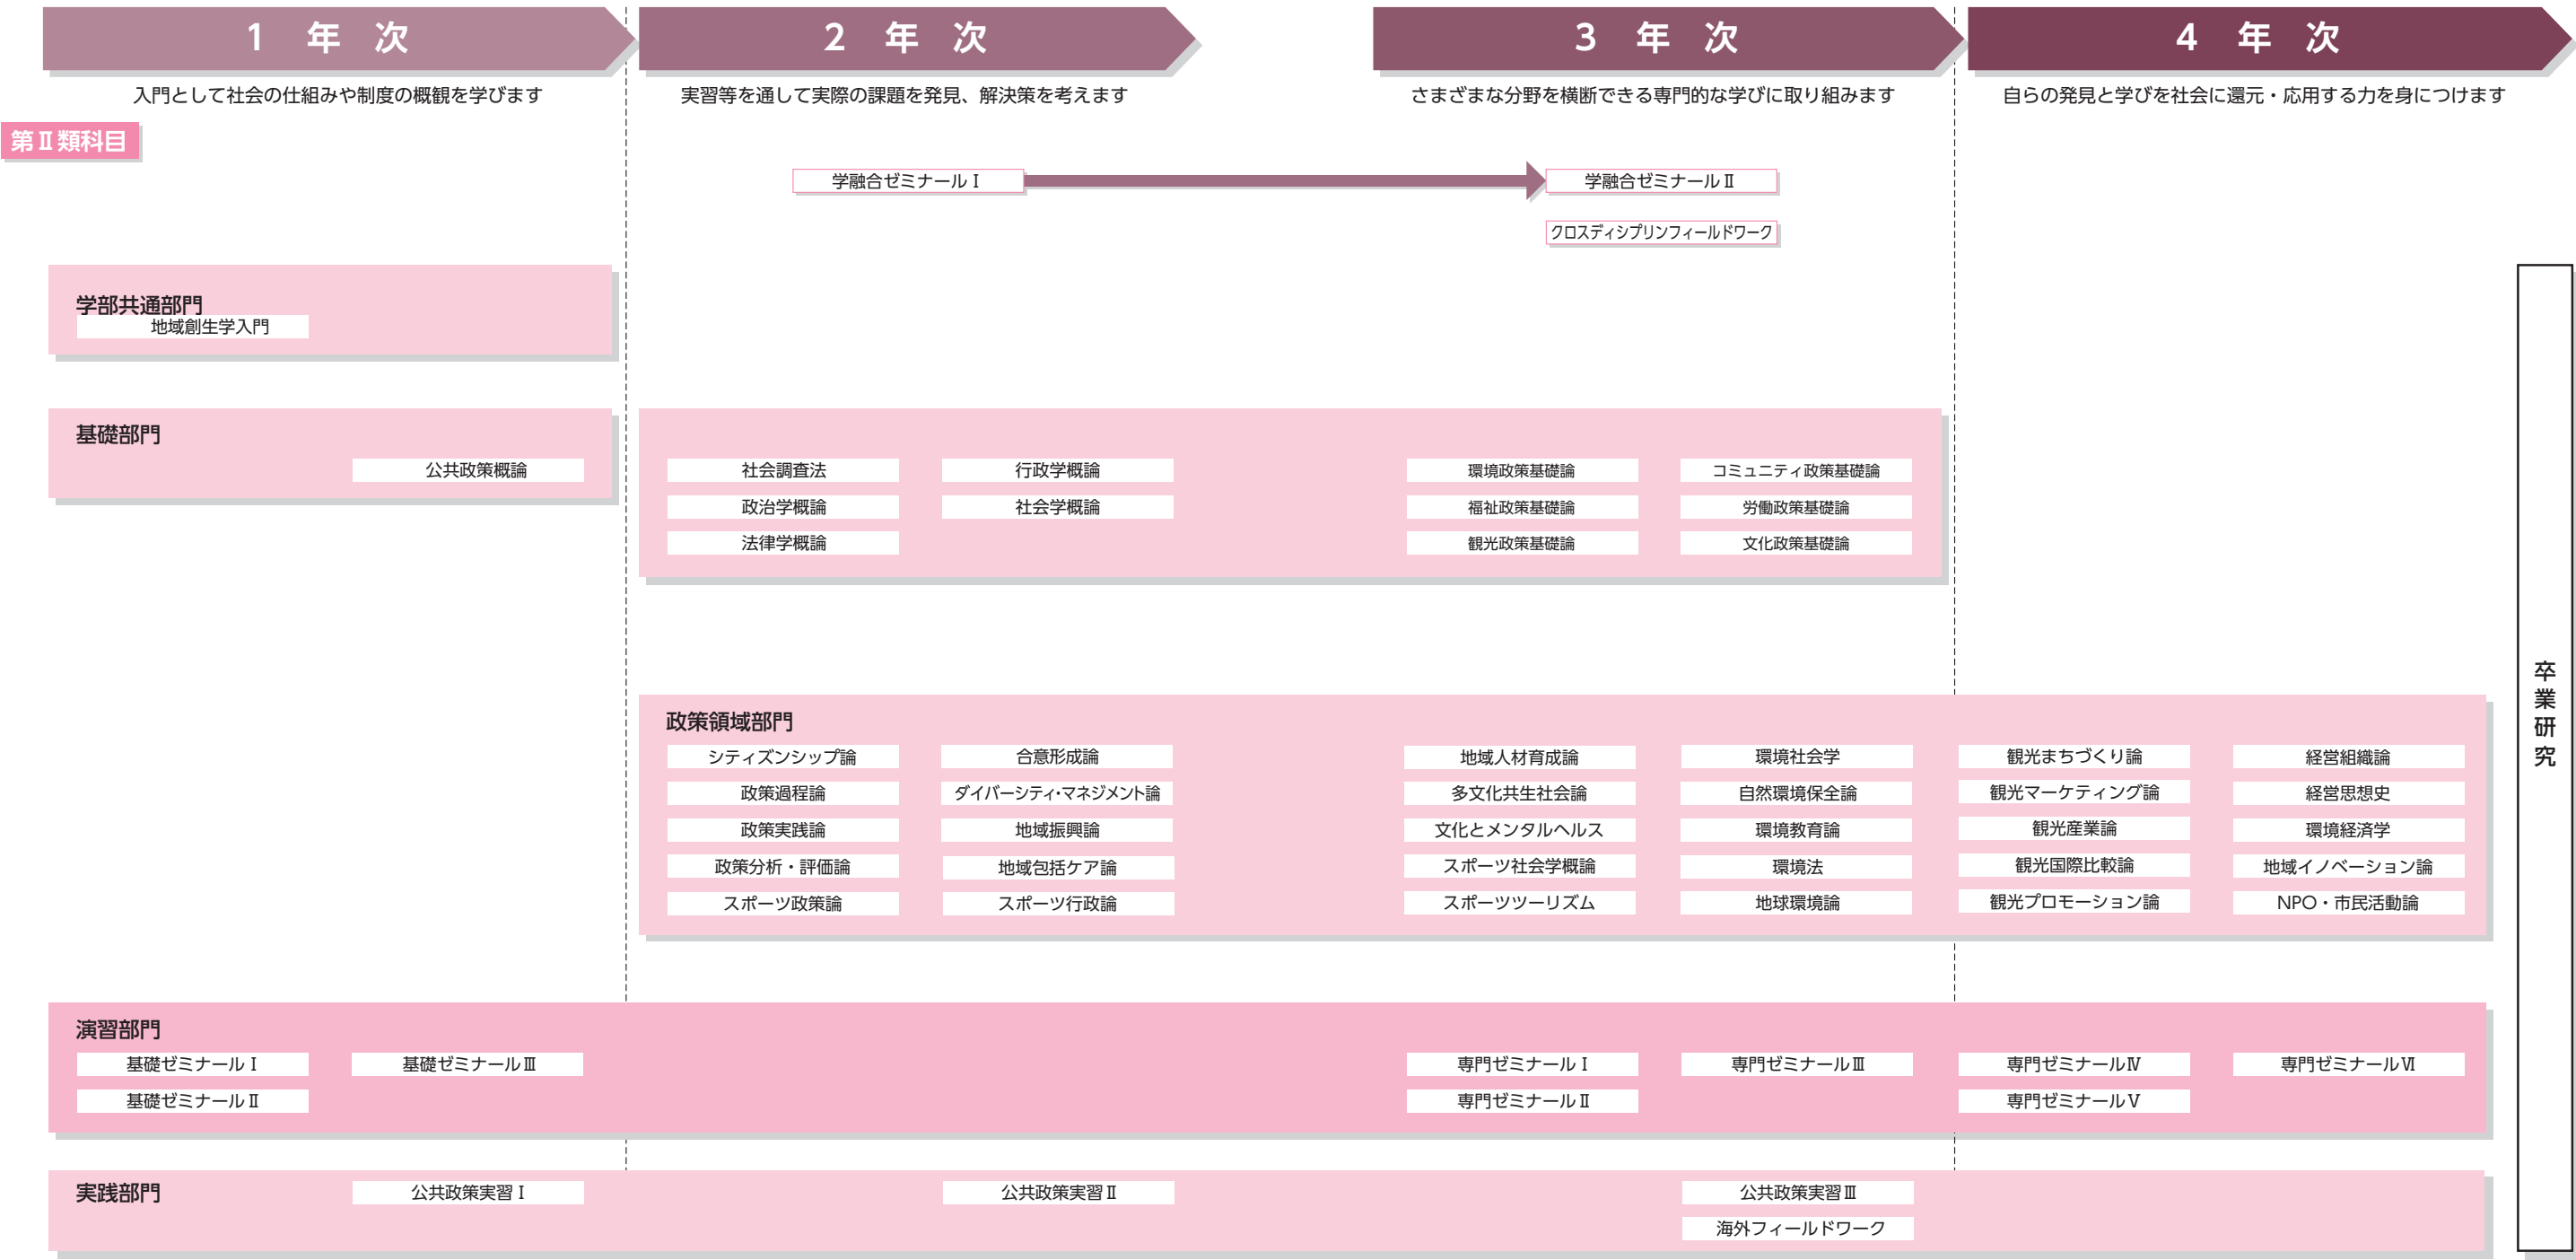 1 年 次
2 年 次
3 年 次
4 年 次
入門として社会の仕組みや制度の概観を学びます
実習等を通して実際の課題を発見、解決策を考えます
さまざまな分野を横断できる専門的な学びに取り組みます
自らの発見と学びを社会に還元・応用する力を身につけます
第Ⅱ類科目
学融合ゼミナールⅠ
学融合ゼミナールⅡ
クロスディシプリンフィールドワーク
学部共通部門
地域創生学入門
基礎部門
公共政策概論
社会調査法
行政学概論
環境政策基礎論
コミュニティ政策基礎論
政治学概論
社会学概論
福祉政策基礎論
労働政策基礎論
法律学概論
観光政策基礎論
文化政策基礎論
卒業研究
政策領域部門
シティズンシップ論
合意形成論
地域人材育成論
環境社会学
観光まちづくり論
経営組織論
政策過程論
ダイバーシティ・マネジメント論
多文化共生社会論
自然環境保全論
観光マーケティング論
経営思想史
政策実践論
地域振興論
文化とメンタルヘルス
環境教育論
観光産業論
環境経済学
政策分析・評価論
地域包括ケア論
スポーツ社会学概論
環境法
観光国際比較論
地域イノベーション論
スポーツ政策論
スポーツ行政論
スポーツツーリズム
地球環境論
観光プロモーション論
NPO・市民活動論
演習部門
基礎ゼミナールⅠ
基礎ゼミナールⅢ
専門ゼミナールⅠ
専門ゼミナールⅢ
専門ゼミナールⅣ
専門ゼミナールⅥ
基礎ゼミナールⅡ
専門ゼミナールⅡ
専門ゼミナールⅤ
実践部門
公共政策実習Ⅰ
公共政策実習Ⅱ
公共政策実習Ⅲ
海外フィールドワーク